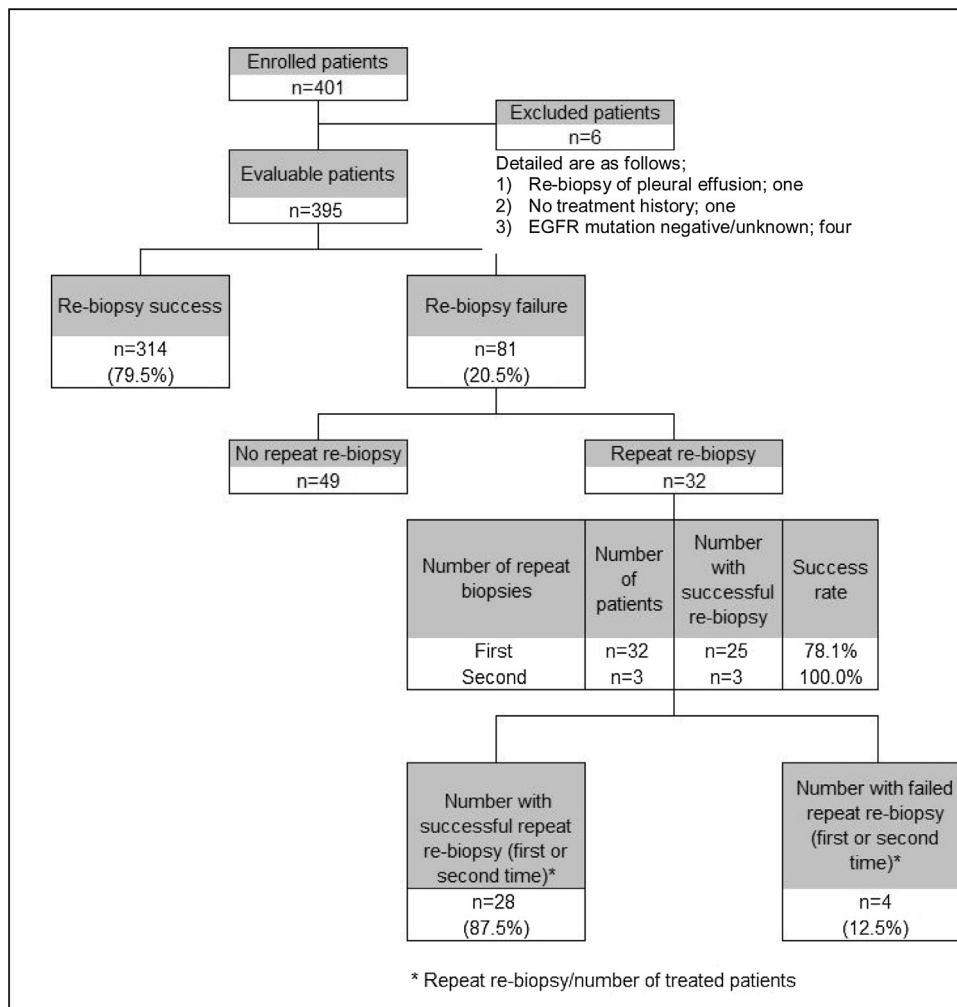 Enrolled patients
n=401
Excluded patients
n=6
Detailed are as follows;
1) Re-biopsy of pleural effusion; one
2) No treatment history; one
3) EGFR mutation negative/unknown; four
Evaluable patients
n=395
Re-biopsy success
n=314
(79.5%)
Re-biopsy failure
n=81
(20.5%)
No repeat re-biopsy
n=49
Repeat re-biopsy
n=32
Number of repeat
biopsies
Number
of
patients
Number
with
successful
re-biopsy
Success
rate
First n=32 n=25 78.1%
Second n=3 n=3 100.0%
Number with
successful repeat
re-biopsy (first or
second time)*
n=28
(87.5%)
Number with failed
repeat re-biopsy
(first or second
time)*
n=4
(12.5%)
* Repeat re-biopsy/number of treated patients